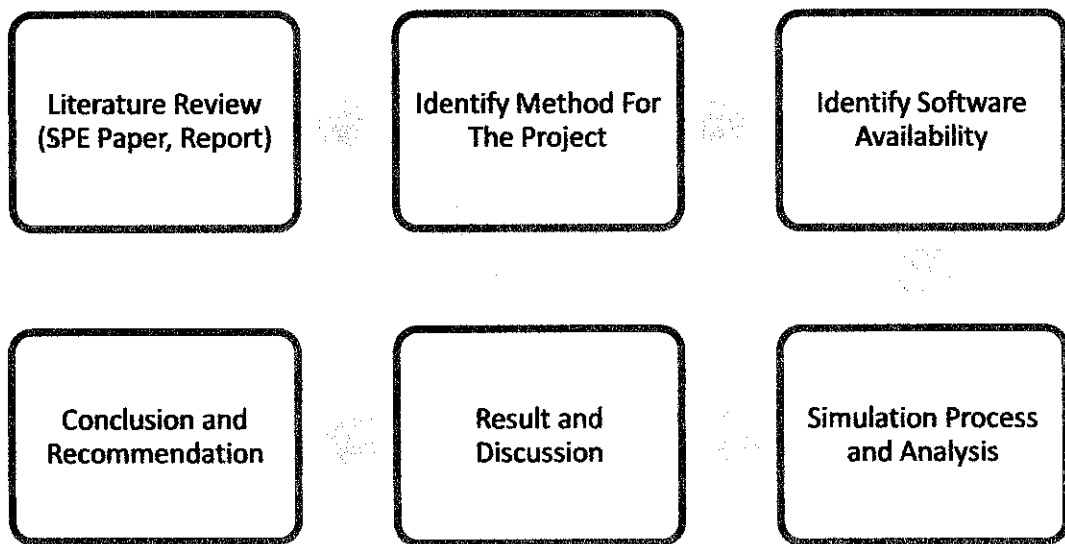 Literature Review
(SPE Paper, Report)
Identify Method For
The Project
Identify Software
Availability
Simulation Process
and Analysis
Result and
Discussion
Conclusion and
Recommendation